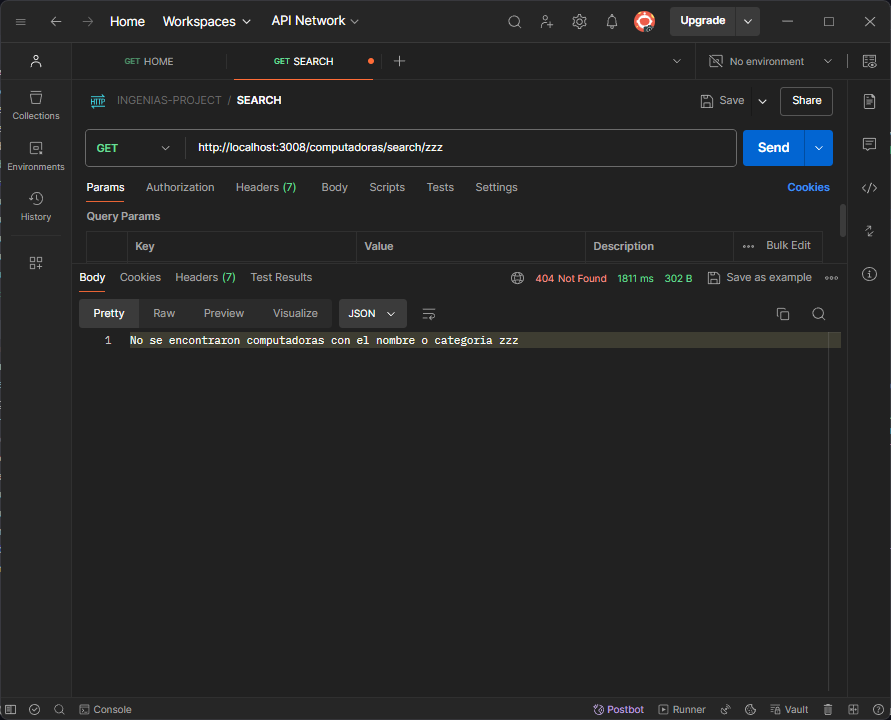 Home Workspaces API Network Upgrade
GET HOME GET SEARCH No environment
HTTP INGENIAS-PROJECT / SEARCH Save Share
Collections
GET http://localhost:3008/computadoras/search/zzz Send
Environments
Params Authorization Headers (7) Body Scripts Tests Settings Cookies
History
Query Params
Key Value Description Bulk Edit
Body Cookies Headers (7) Test Results 404 Not Found 1811 ms 302 B Save as example
Pretty Raw Preview Visualize JSON
1 No se encontraron computadoras con el nombre o categoria zzz
Console Postbot Runner Vault